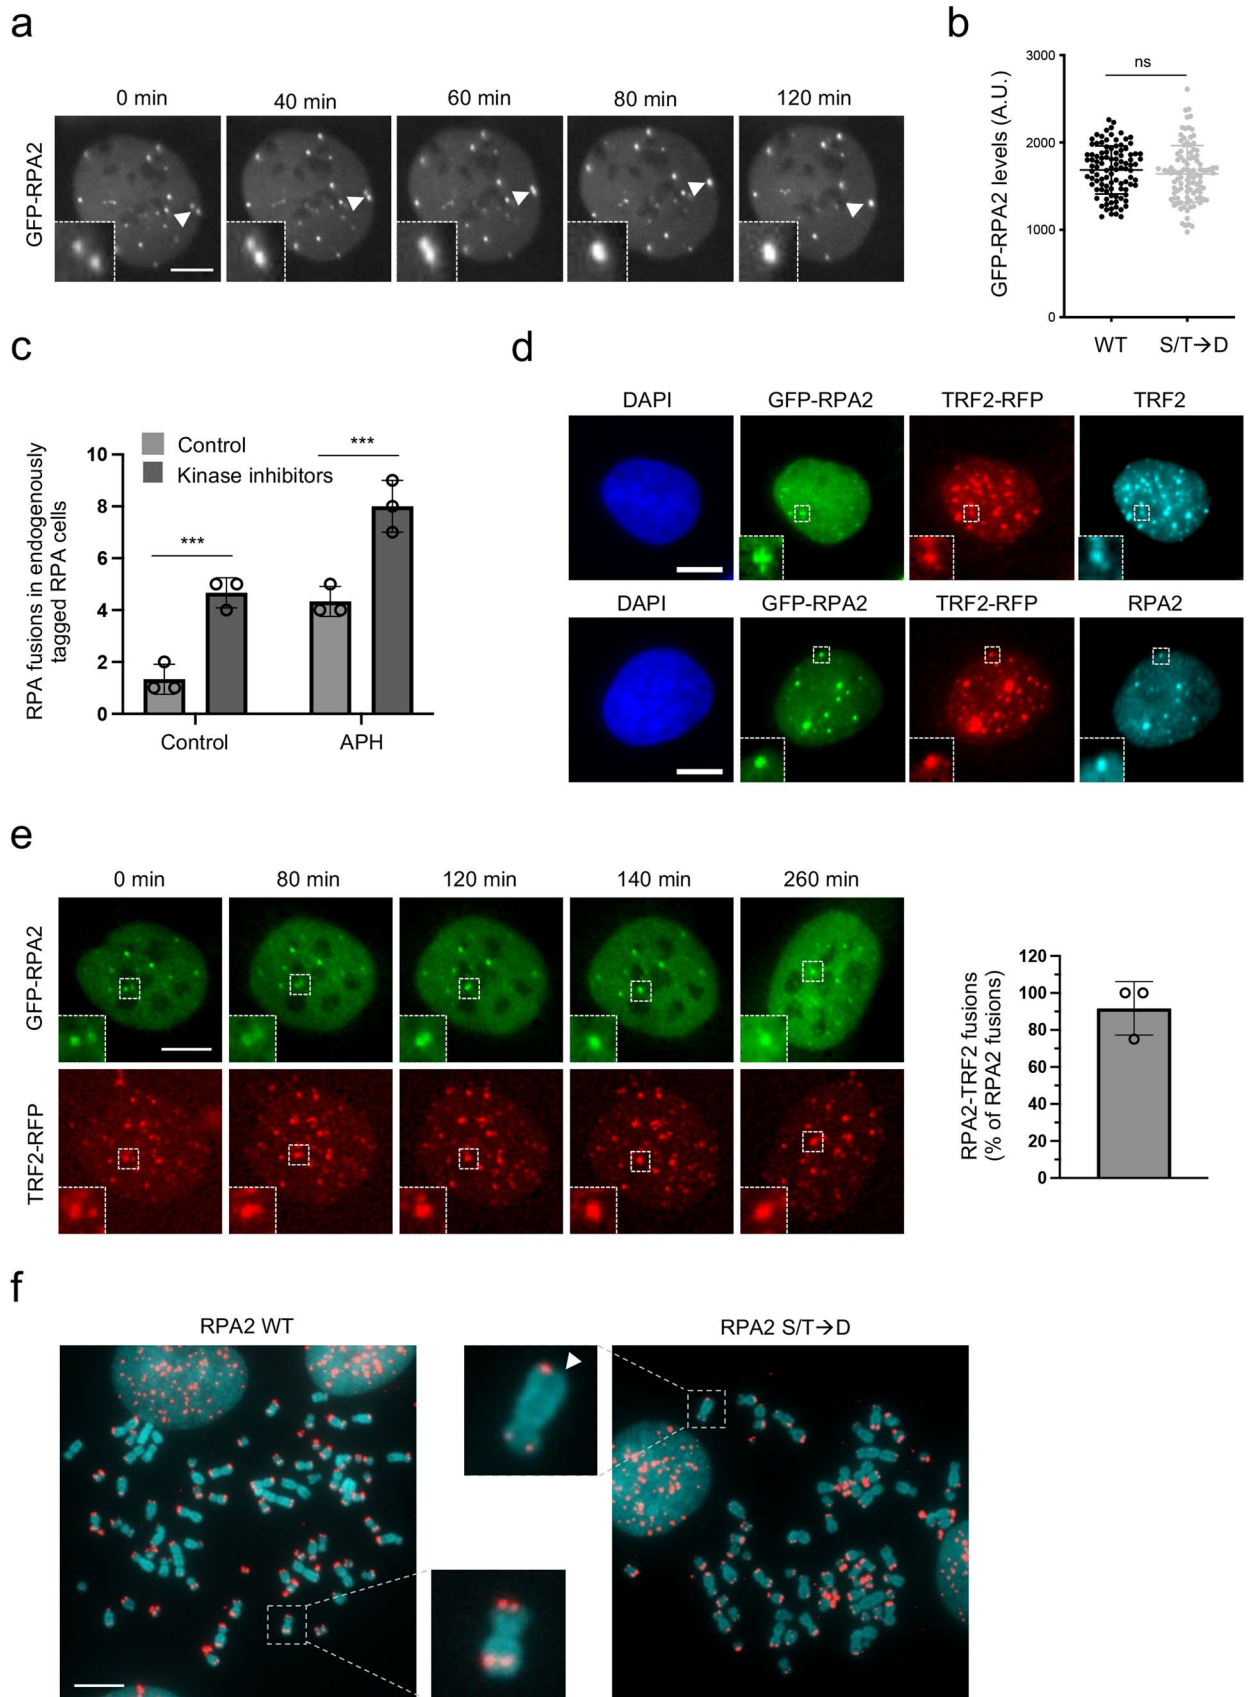 a
0 min 40 min 60 min 80 min 120 min
GFP-RPA2
b
GFP-RPA2 levels (A.U.)
3000
2000
1000
0
ns
WT S/T→D
c
RPA fusions in endogenously
tagged RPA cells
Control
Kinase inhibitors
10
8
6
4
2
0
***
***
Control APH
d
DAPI GFP-RPA2 TRF2-RFP TRF2
DAPI GFP-RPA2 TRF2-RFP RPA2
e
0 min 80 min 120 min 140 min 260 min
GFP-RPA2
TRF2-RFP
RPA2-TRF2 fusions
(% of RPA2 fusions)
120
100
80
60
40
20
0
f
RPA2 WT RPA2 S/T→D